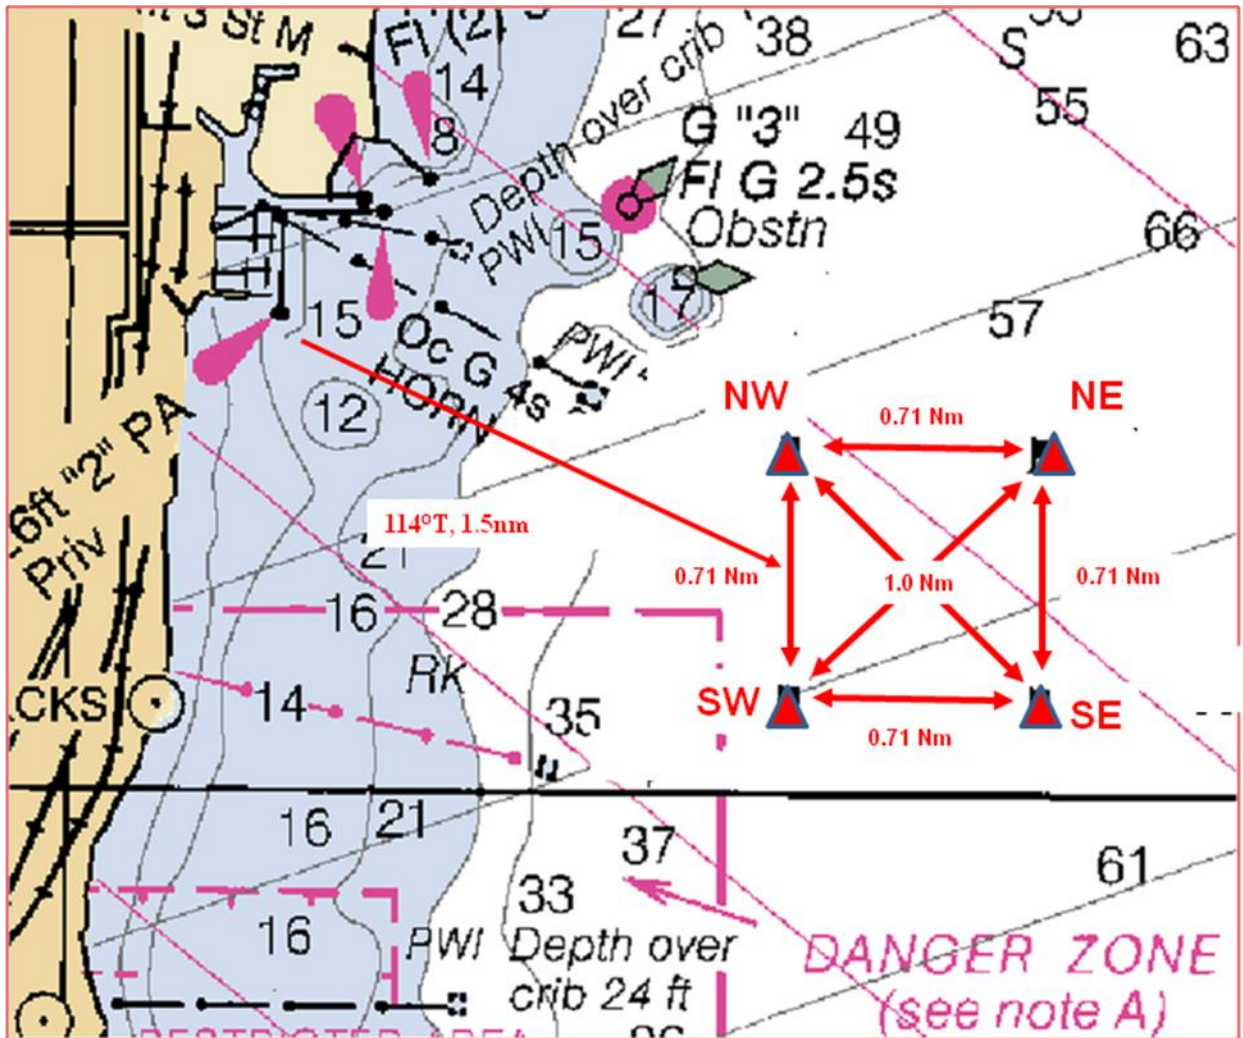 3 St M
Fl (2)
27
38
S
55
63
14
8
Depth over crib
PWI
G "3"
49
Fl G 2.5s
Obstn
66
15
17
57
15
Oc G 4s
HORN
PWI
12
6ft "2" PA
Priv
NW
NE
0.71 Nm
114°T, 1.5nm
21
0.71 Nm
1.0 Nm
0.71 Nm
16
28
RK
SW
SE
0.71 Nm
CKS
14
35
16
21
37
61
33
16
PWI Depth over
crib 24 ft
DANGER ZONE
(see note A)
RESTRICTED AREA